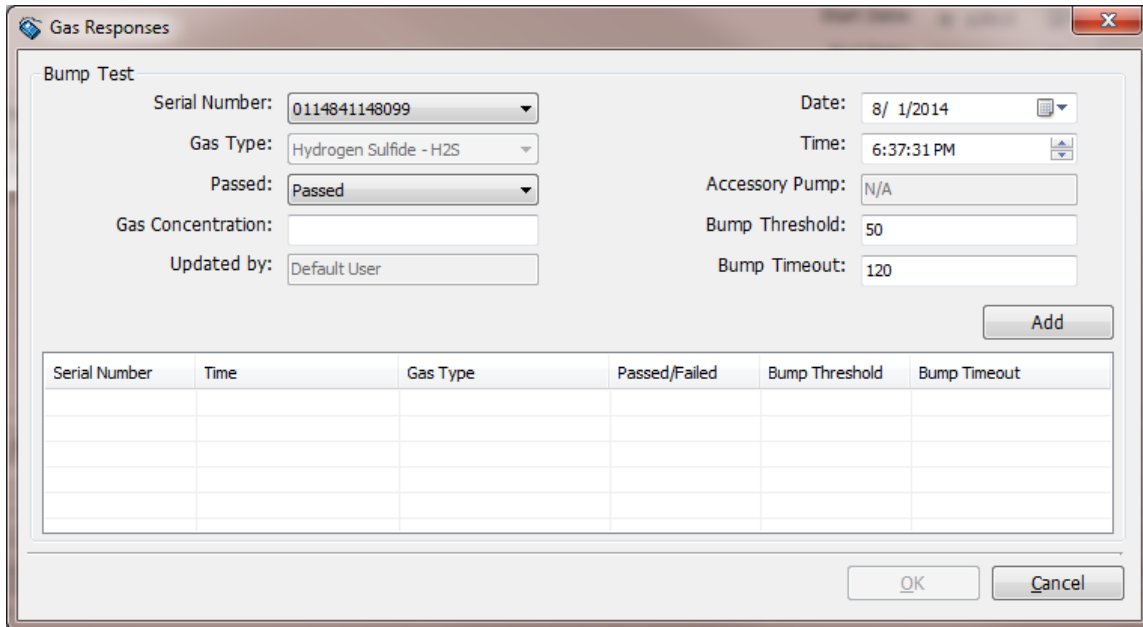 Gas Responses
Bump Test
Serial Number: 0114841148099 Date: 8/ 1/2014
Gas Type: Hydrogen Sulfide - H2S Time: 6:37:31 PM
Passed: Passed Accessory Pump: N/A
Gas Concentration: Bump Threshold: 50
Updated by: Default User Bump Timeout: 120
Add
Serial Number Time Gas Type Passed/Failed Bump Threshold Bump Timeout
OK Cancel